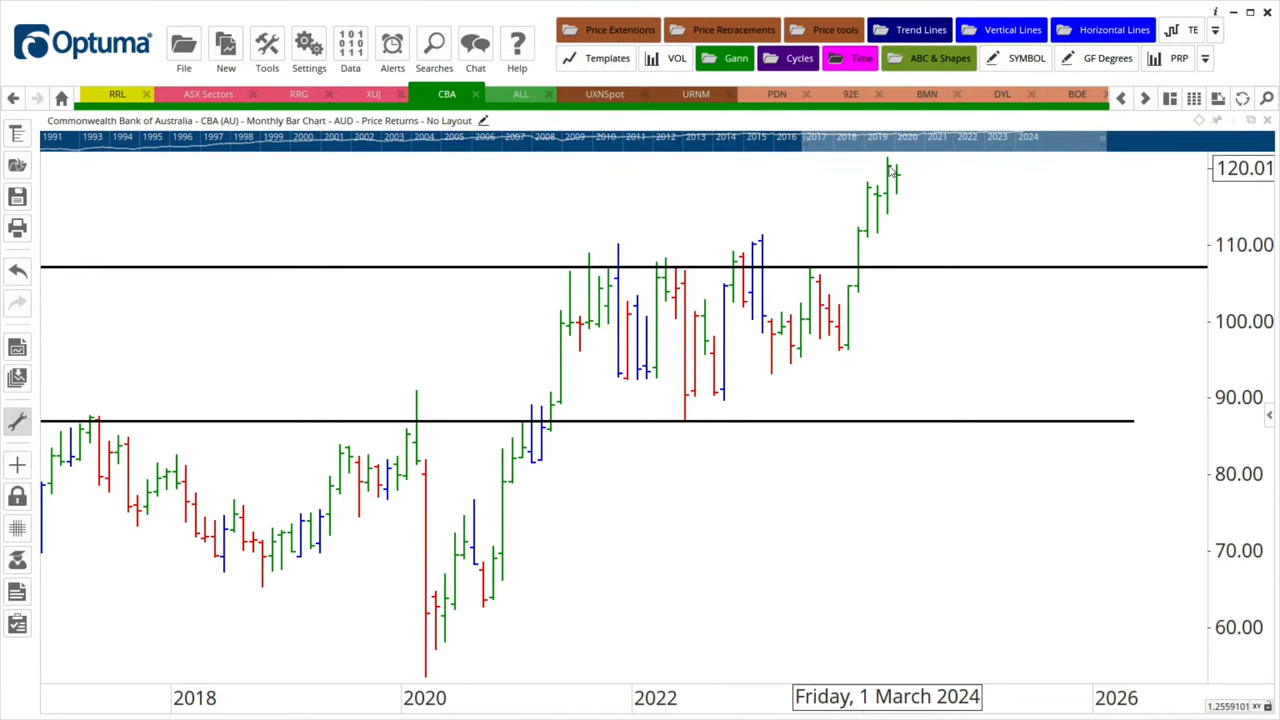 i
Optuma
File
New
Tools
Settings
Data
Alerts
Searches
Chat
Help
Price Extentions
Price Retracements
Price tools
Trend Lines
Vertical Lines
Horizontal Lines
TE
Templates
VOL
Gann
Cycles
Time
ABC & Shapes
SYMBOL
GF Degrees
PRP
RRL
ASX Sectors
RRG
XUJ
CBA
ALL
UXNSpot
URNM
PDN
92E
BMN
DYL
BOE
Commonwealth Bank of Australia - CBA (AU) - Monthly Bar Chart - AUD - Price Returns - No Layout
1991 1993 1995 1996 1997 1998 1999 2000 2001 2002 2003 2004 2005 2006 2007 2008 2009 2010 2011 2012 2013 2014 2015 2016 2017 2018 2019 2020 2021 2022 2023 2024
120.01
110.00
100.00
90.00
80.00
70.00
60.00
2018
2020
2022
Friday, 1 March 2024
2026
1.2559101 XY